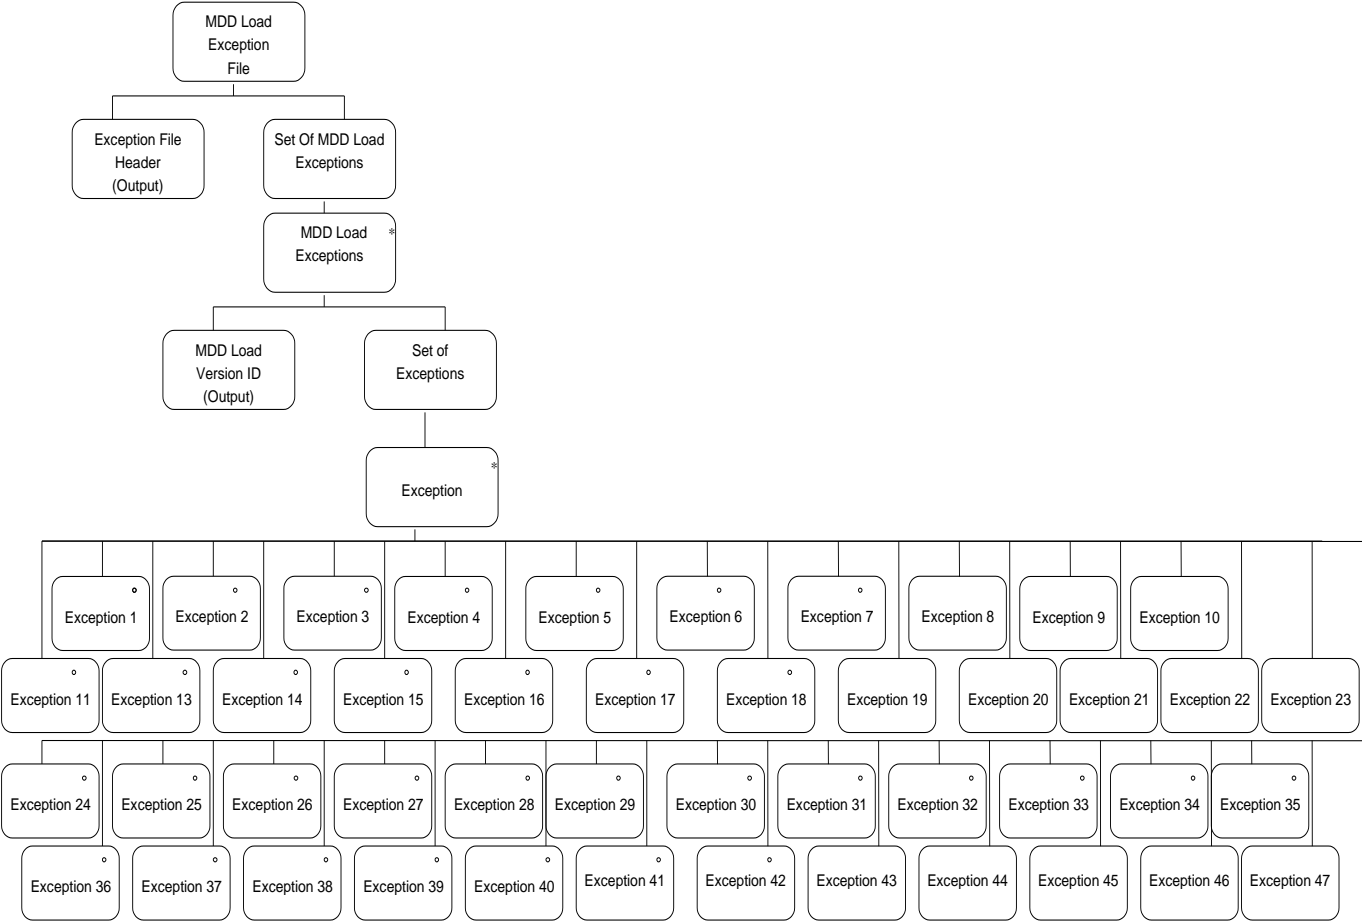 MDD Load
Exception
File
Exception File
Header
(Output)
Set Of MDD Load
Exceptions
MDD Load *
Exceptions
MDD Load
Version ID
(Output)
Set of
Exceptions
*
Exception
Exception 1
Exception 2
Exception 3
Exception 4
Exception 5
Exception 6
Exception 7
Exception 8
Exception 9
Exception 10
Exception 11
Exception 13
Exception 14
Exception 15
Exception 16
Exception 17
Exception 18
Exception 19
Exception 20
Exception 21
Exception 22
Exception 23
Exception 24
Exception 25
Exception 26
Exception 27
Exception 28
Exception 29
Exception 30
Exception 31
Exception 32
Exception 33
Exception 34
Exception 35
Exception 36
Exception 37
Exception 38
Exception 39
Exception 40
Exception 41
Exception 42
Exception 43
Exception 44
Exception 45
Exception 46
Exception 47